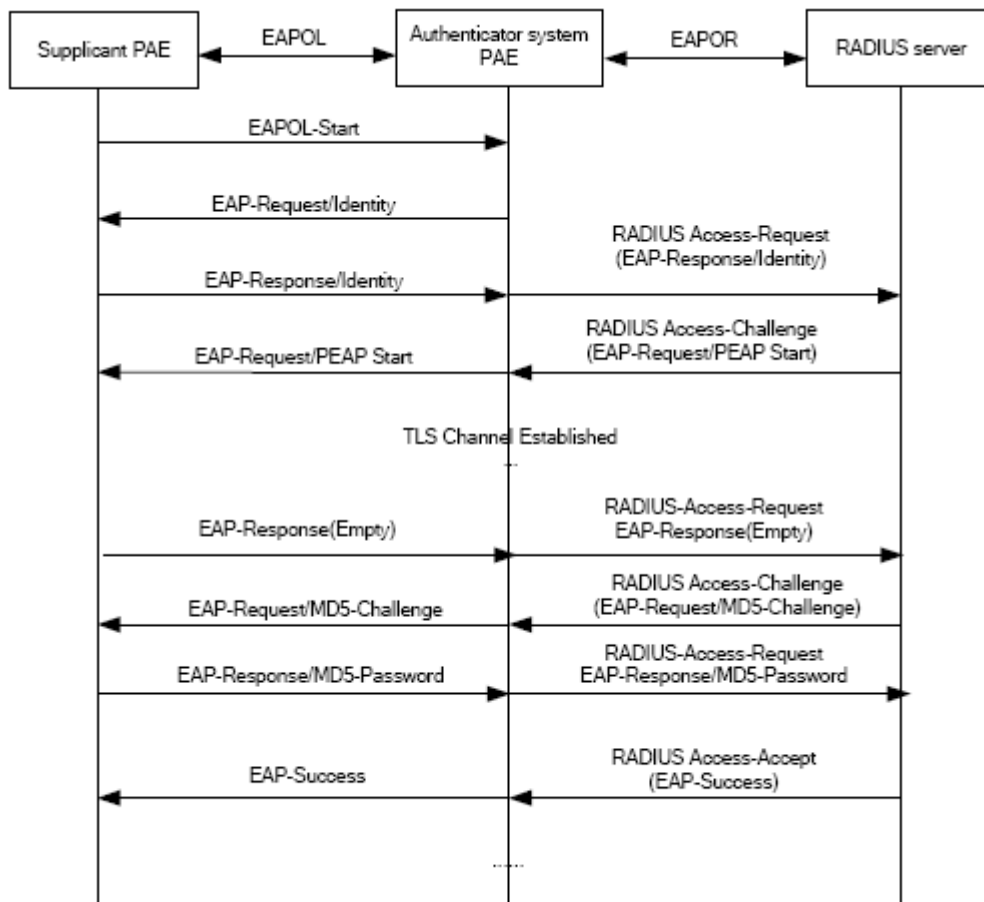 Supplicant PAE
EAPOL
Authenticator system
PAE
EAPOR
RADIUS server
EAPOL-Start
EAP-Request/Identity
RADIUS Access-Request
(EAP-Response/Identity)
EAP-Response/Identity
RADIUS Access-Challenge
(EAP-Request/PEAP Start)
EAP-Request/PEAP Start
TLS Channel Established
...
RADIUS-Access-Request
EAP-Response(Empty)
EAP-Response(Empty)
RADIUS Access-Challenge
(EAP-Request/MD5-Challenge)
EAP-Request/MD5-Challenge
RADIUS-Access-Request
EAP-Response/MD5-Password
EAP-Response/MD5-Password
RADIUS Access-Accept
(EAP-Success)
EAP-Success
......